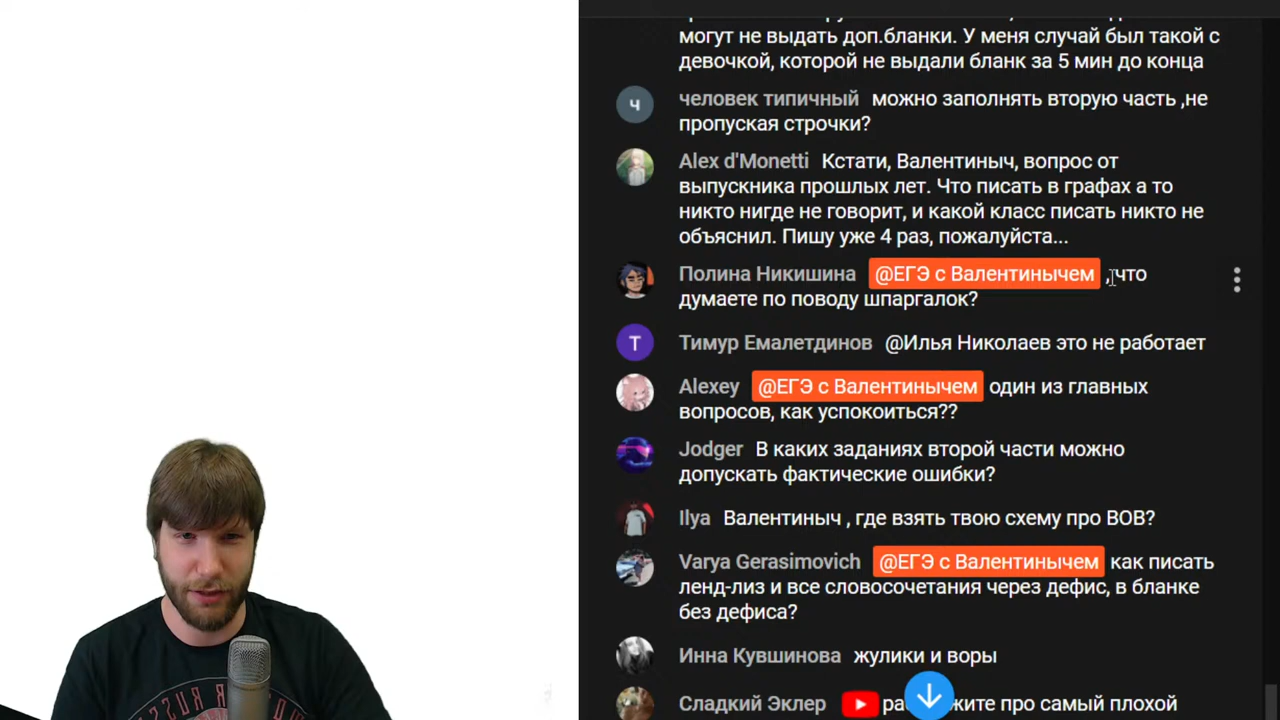 могут не выдать доп.бланки. У меня случай был такой с
девочкой, которой не выдали бланк за 5 мин до конца
ч
человек типичный можно заполнять вторую часть ,не
пропуская строчки?
Alex d'Monetti Кстати, Валентиныч, вопрос от
выпускника прошлых лет. Что писать в графах а то
никто нигде не говорит, и какой класс писать никто не
объяснил. Пишу уже 4 раз, пожалуйста...
Полина Никишина @ЕГЭ с Валентинычем ,что
думаете по поводу шпаргалок?
Т
Тимур Емалетдинов @Илья Николаев это не работает
Alexey @ЕГЭ с Валентинычем один из главных
вопросов, как успокоиться??
Jodger В каких заданиях второй части можно
допускать фактические ошибки?
Ilya Валентиныч , где взять твою схему про ВОВ?
Varya Gerasimovich @ЕГЭ с Валентинычем как писать
ленд-лиз и все словосочетания через дефис, в бланке
без дефиса?
Инна Кувшинова жулики и воры
Сладкий Эклер про самый плохой